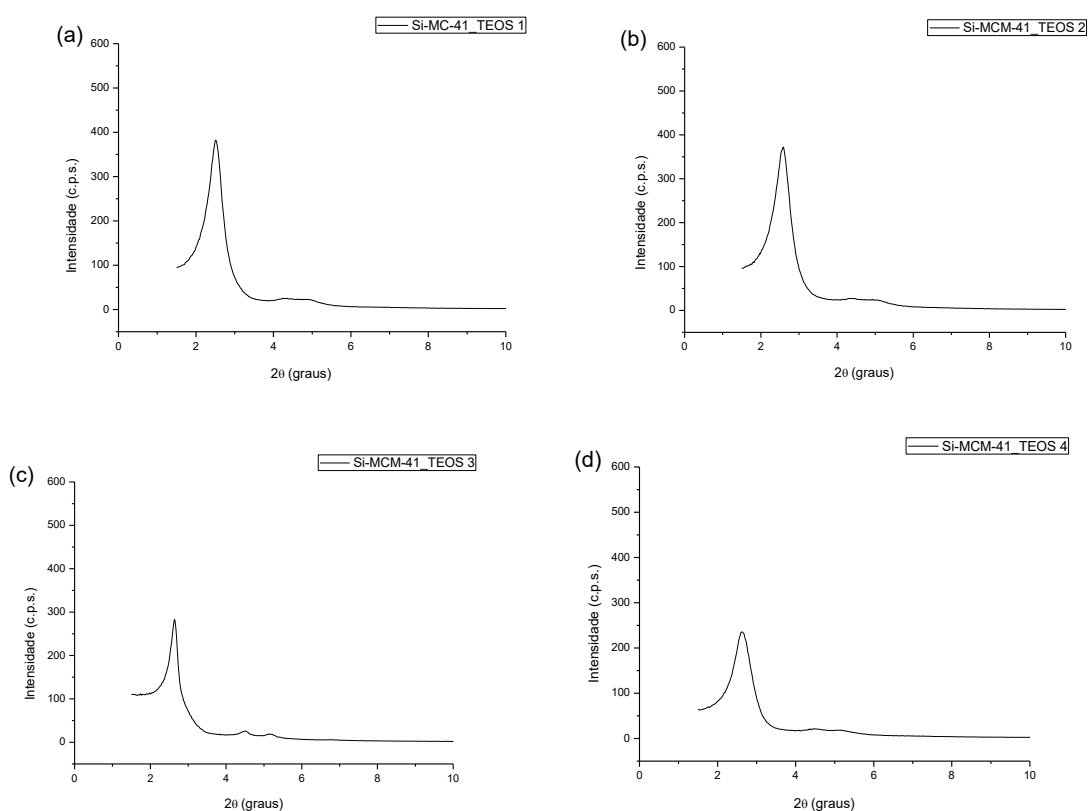 (a)
Si-MC-41_TEOS 1
600
500
400
300
200
100
0
Intensidade (c.p.s.)
0 2 4 6 8 10
2θ (graus)
(b)
Si-MCM-41_TEOS 2
600
500
400
300
200
100
0
Intensidade (c.p.s.)
0 2 4 6 8 10
2θ (graus)
(c)
Si-MCM-41_TEOS 3
600
500
400
300
200
100
0
Intensidade (c.p.s.)
0 2 4 6 8 10
2θ (graus)
(d)
Si-MCM-41_TEOS 4
600
500
400
300
200
100
0
Intensidade (c.p.s.)
0 2 4 6 8 10
2θ (graus)